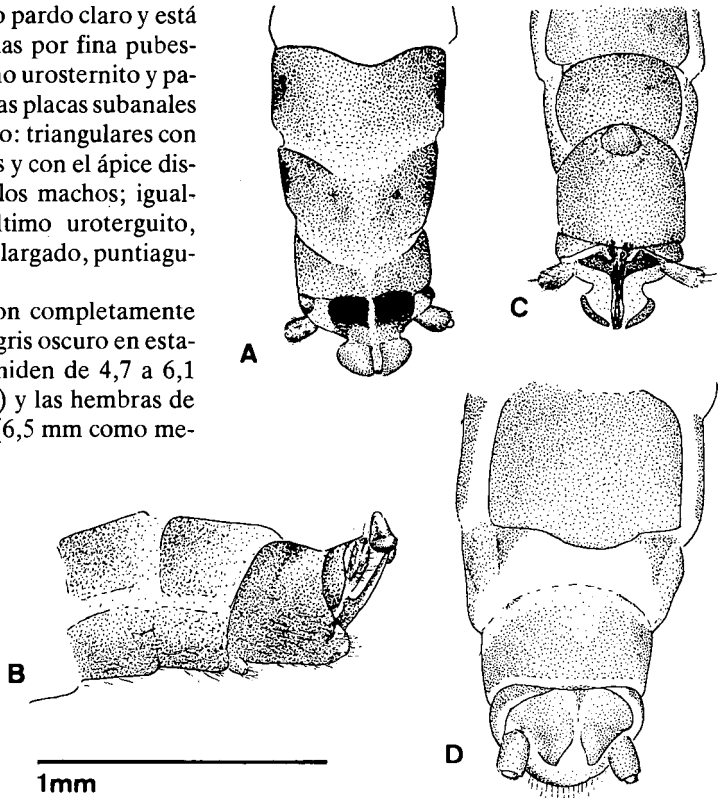 o pardo claro y está
las por fina pubes-
no urosternito y pa-
as placas subanales
o: triangulares con
s y con el ápice dis-
los machos; igual-
ltimo uroterguito,
largado, puntiagu-
on completamente
gris oscuro en esta-
niden de 4,7 a 6,1
) y las hembras de
6,5 mm como me-
A
C
B
D
1mm